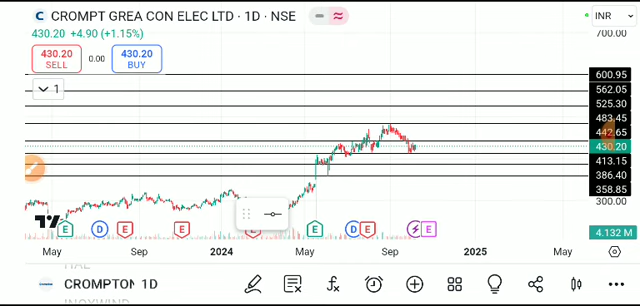 C CROMPT GREA CON ELEC LTD · 1D · NSE
INR
430.20 +4.90 (+1.15%)
700.00
430.20
SELL
0.00
430.20
BUY
1
600.95
562.05
525.30
483.45
442.65
430.20
413.15
386.40
358.85
300.00
4.132 M
E D E E E E D E E
May Sep 2024 May Sep 2025 May
CROMPTON 1D